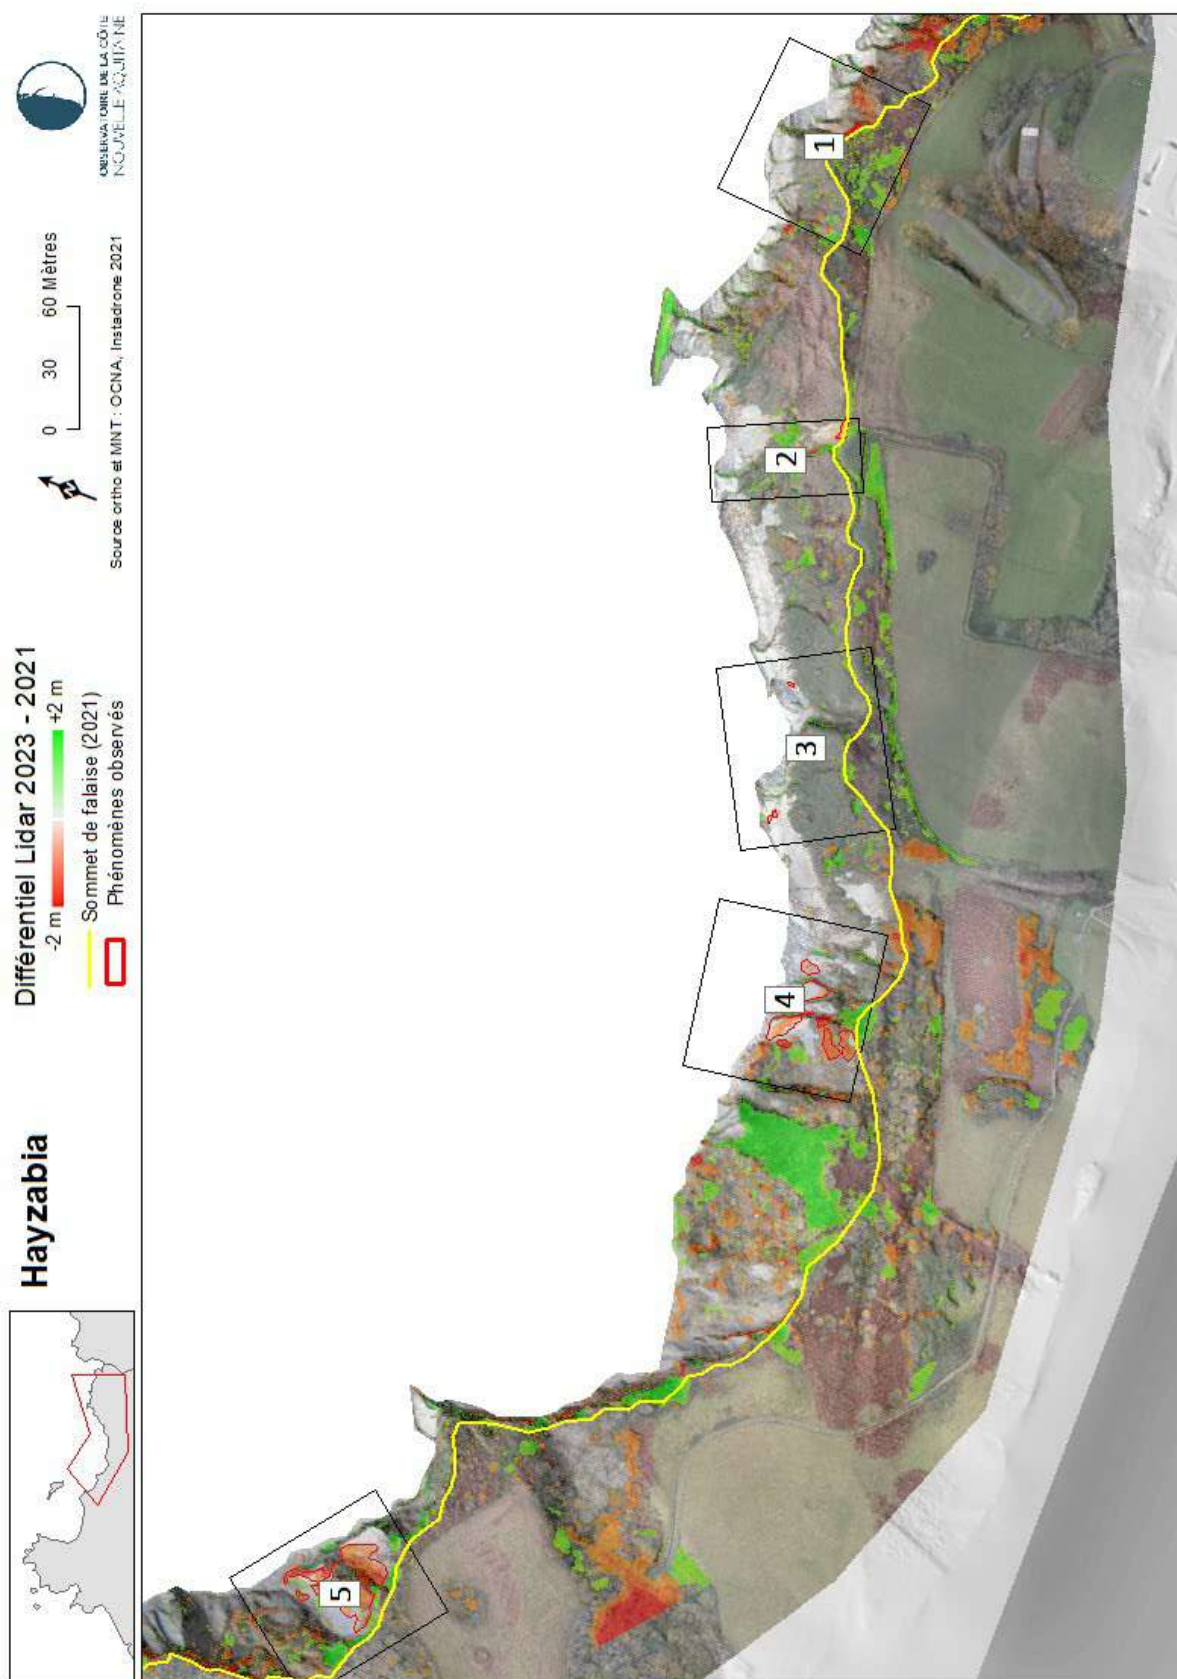 Hayzabia
Différentiel Lidar 2023 - 2021
-2 m +2 m
Sommet de falaise (2021)
Phénomènes observés
N
0 30 60 Mètres
Source ortho et MNT : OCNA, Instadrone 2021
OBSERVATOIRE DE LA CÔTE
NOUVELLE-AQUITAINE
5
4
3
2
1